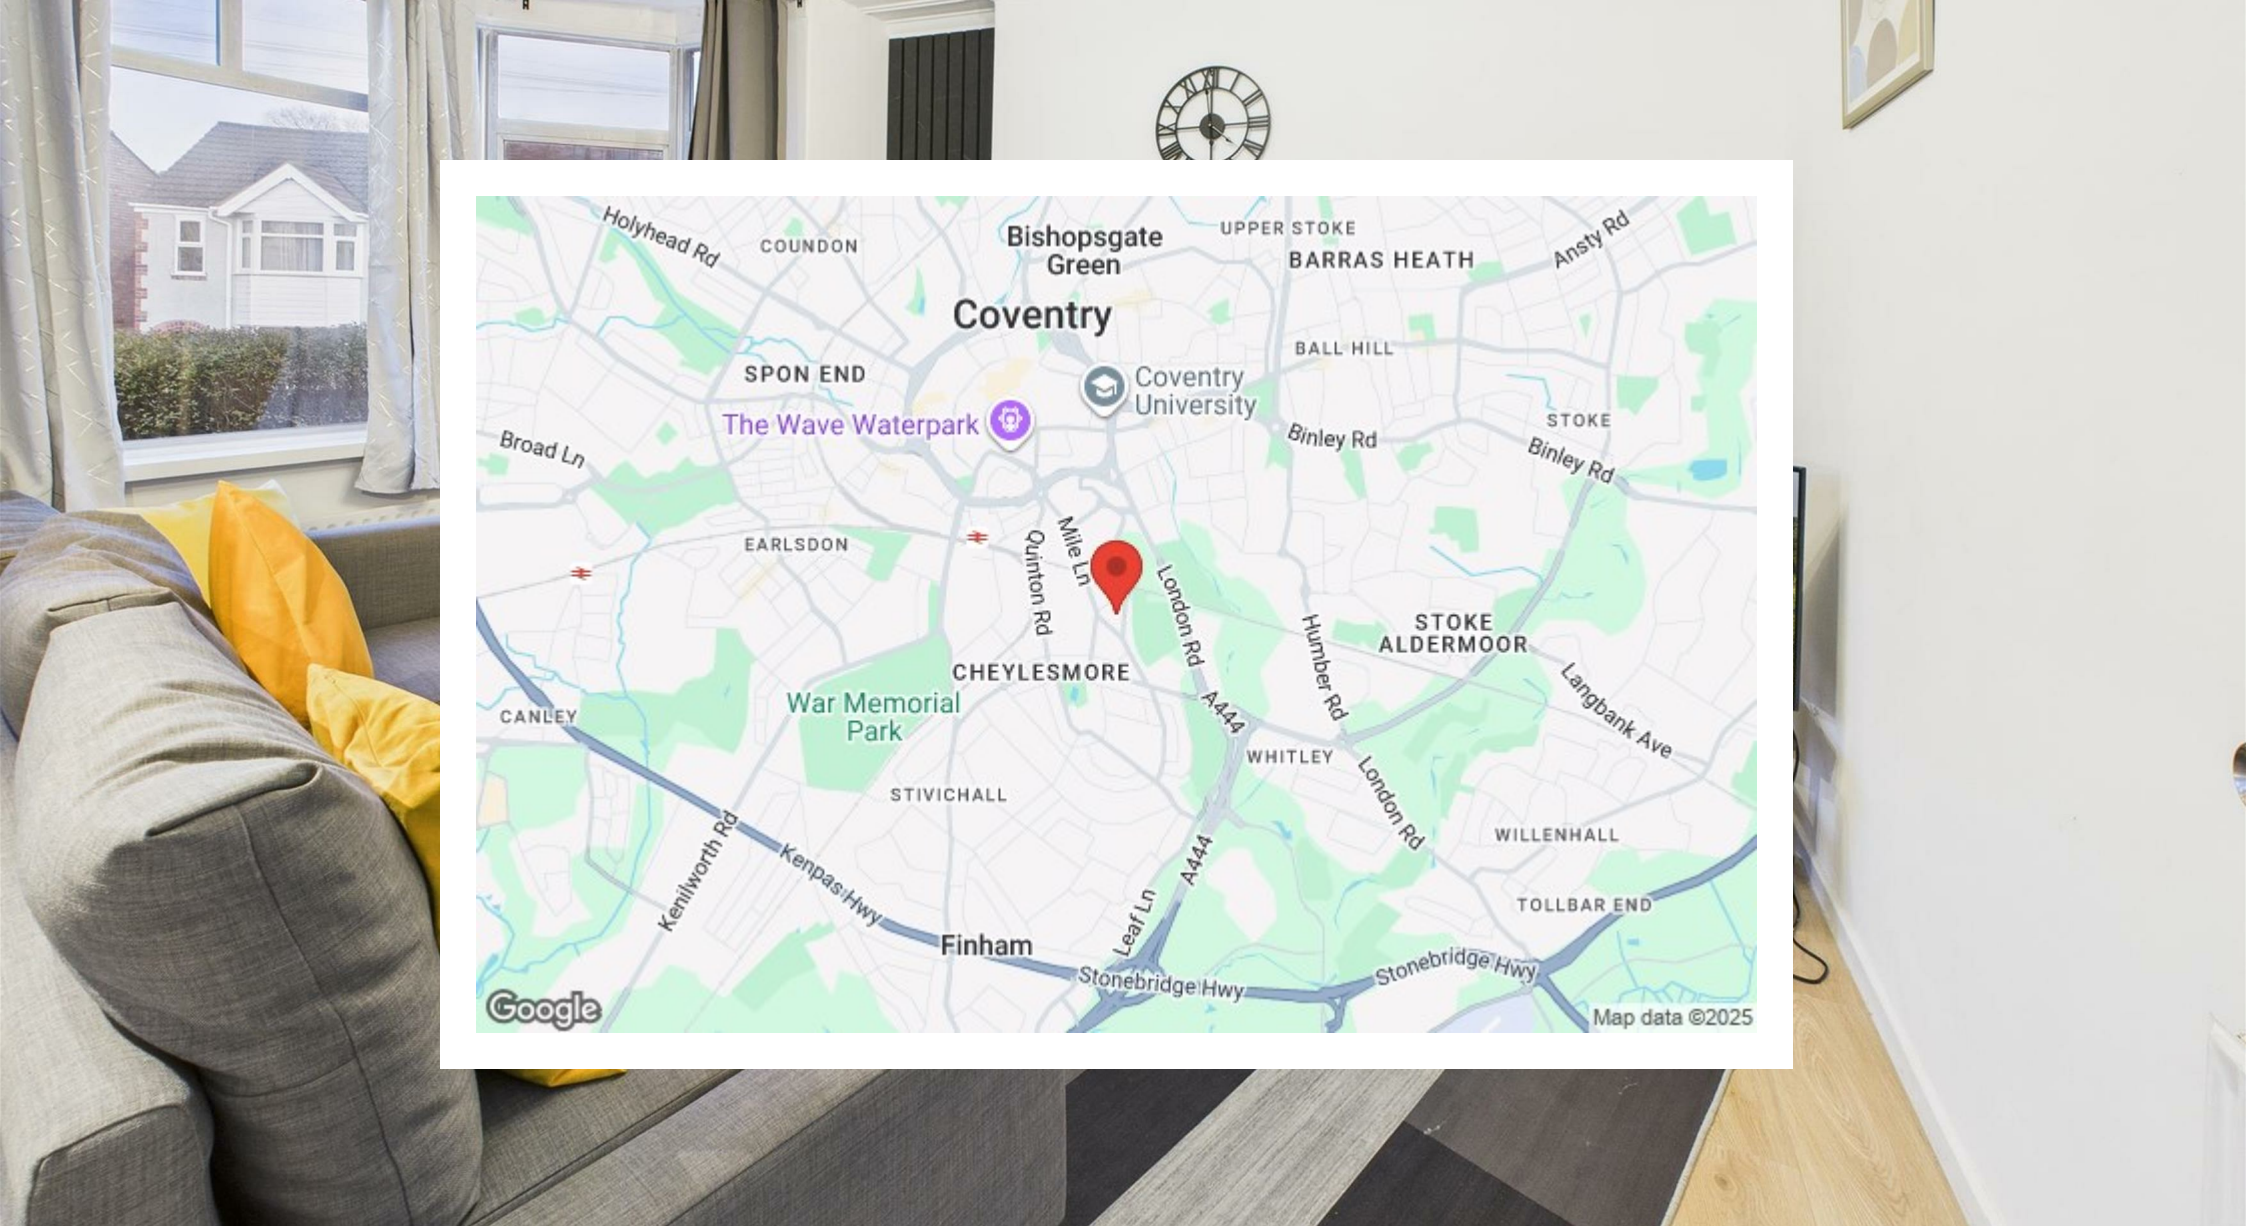 Holyhead Rd
COUNDON
Bishopsgate
Green
UPPER STOKE
BARRAS HEATH
Ansty Rd
Coventry
BALL HILL
SPON END
Coventry
University
The Wave Waterpark
STOKE
Binley Rd
Binley Rd
Broad Ln
EARLSDON
Quinton Rd
Mile Ln
London Rd
Humber Rd
STOKE
ALDERMOOR
CHEYLESMORE
War Memorial
Park
CANLEY
A444
Langbank Ave
WHITLEY
STIVICHALL
London Rd
WILLENHALL
Kenilworth Rd
Kenpas Hwy
A444
TOLLBAR END
Leaf Ln
Finham
Stonebridge Hwy
Stonebridge Hwy
Google
Map data ©2025